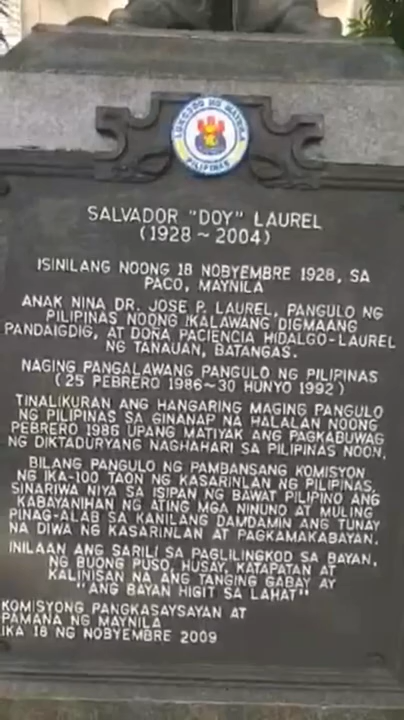 LUNGSOD NG MAYNILA
PILIPINAS
SALVADOR "DOY" LAUREL
(1928 ~ 2004)
ISINILANG NOONG 18 NOBYEMBRE 1928, SA
PACO, MAYNILA
ANAK NINA DR. JOSE P. LAUREL, PANGULO NG
PILIPINAS NOONG IKALAWANG DIGMAANG
PANDAIGDIG, AT DOÑA PACIENCIA HIDALGO-LAUREL
NG TANAUAN, BATANGAS.
NAGING PANGALAWANG PANGULO NG PILIPINAS
(25 PEBRERO 1986~30 HUNYO 1992)
TINALIKURAN ANG HANGARING MAGING PANGULO
NG PILIPINAS SA GINANAP NA HALALAN NOONG
PEBRERO 1986 UPANG MATIYAK ANG PAGKABUWAG
NG DIKTADURYANG NAGHAHARI SA PILIPINAS NOON.
BILANG PANGULO NG PAMBANSANG KOMISYON
NG IKA-100 TAON NG KASARINLAN NG PILIPINAS,
SINARIWA NIYA SA ISIPAN NG BAWAT PILIPINO ANG
KABAYANIHAN NG ATING MGA NINUNO AT MULING
PINAG-ALAB SA KANILANG DAMDAMIN ANG TUNAY
NA DIWA NG KASARINLAN AT PAGKAMAKABAYAN.
INILAAN ANG SARILI SA PAGLILINGKOD SA BAYAN,
NG BUONG PUSO, HUSAY, KATAPATAN AT
KALINISAN NA ANG TANGING GABAY AY
"ANG BAYAN HIGIT SA LAHAT"
KOMISYONG PANGKASAYSAYAN AT
PAMANA NG MAYNILA
IKA 18 NG NOBYEMBRE 2009